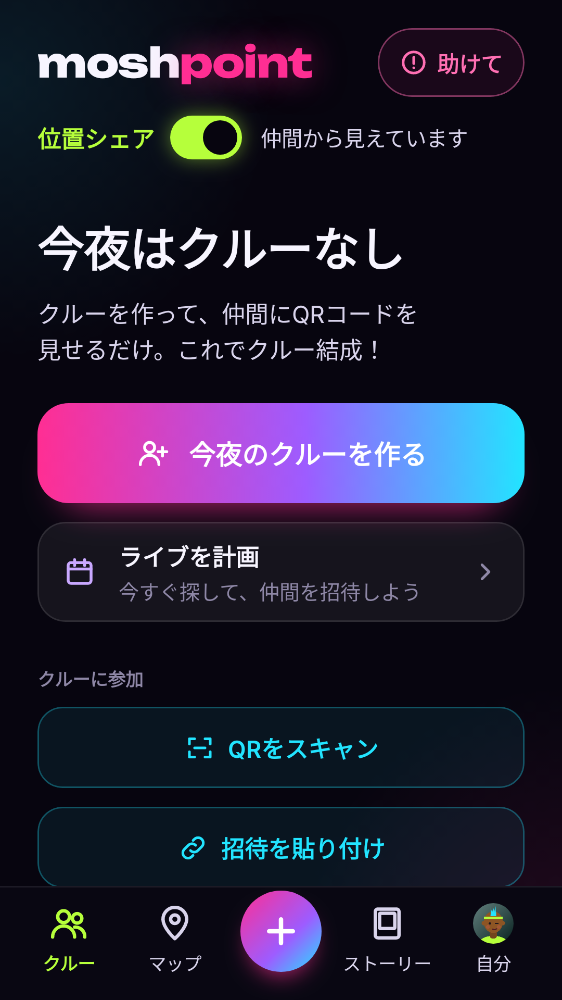 moshpoint
助けて
位置シェア
仲間から見えています
今夜はクルーなし
クルーを作って、仲間にQRコードを
見せるだけ。これでクルー結成！
今夜のクルーを作る
ライブを計画
今すぐ探して、仲間を招待しよう
クルーに参加
QRをスキャン
招待を貼り付け
クルー
マップ
ストーリー
自分